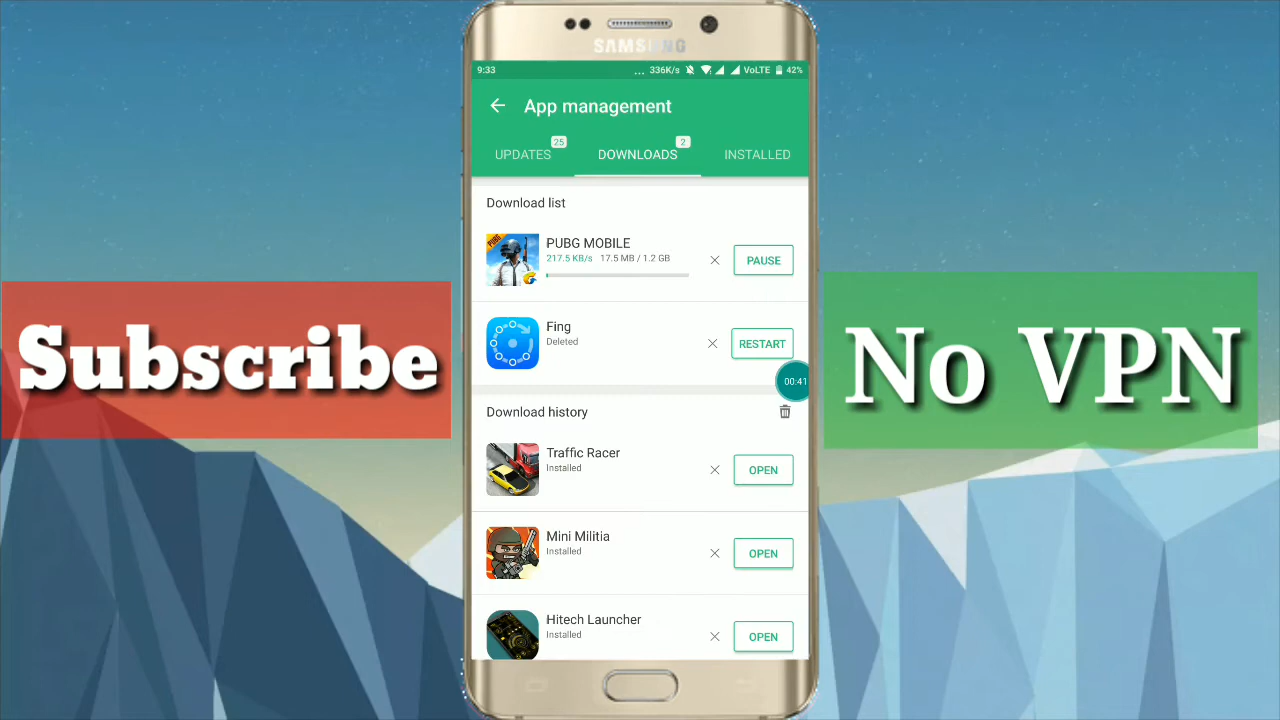 SAMSUNG
9:33
... 336K/s VoLTE 42%
App management
UPDATES 25
DOWNLOADS 2
INSTALLED
Download list
PUBG MOBILE
217.5 KB/s 17.5 MB / 1.2 GB
PAUSE
Fing
Deleted
RESTART
00:41
Download history
Traffic Racer
Installed
OPEN
Mini Militia
Installed
OPEN
Hitech Launcher
Installed
OPEN
Subscribe
No VPN